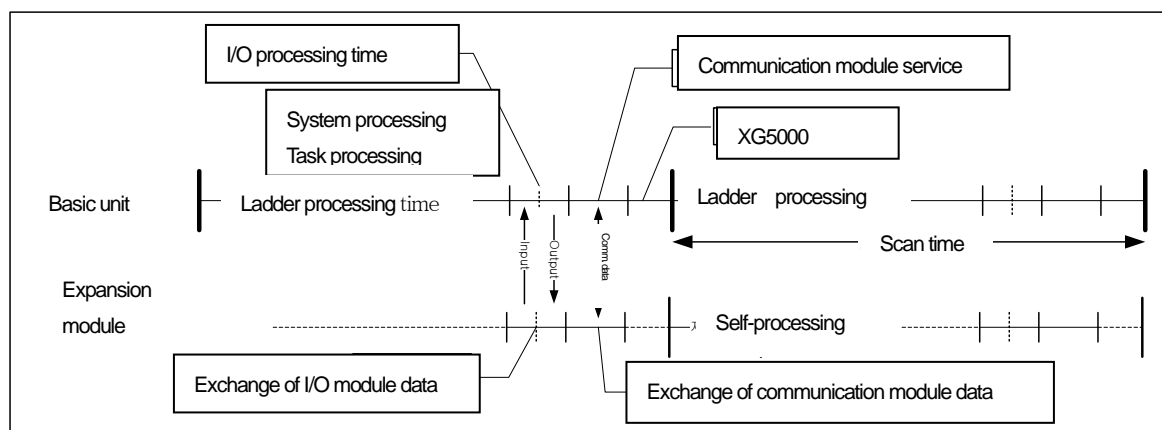 I/O processing time
Communication module service
System processing
Task processing
XG5000
Basic unit
Ladder processing time
Ladder processing
Scan time
Input
Output
Comm. data
Expansion
module
Self-processing
Exchange of I/O module data
Exchange of communication module data